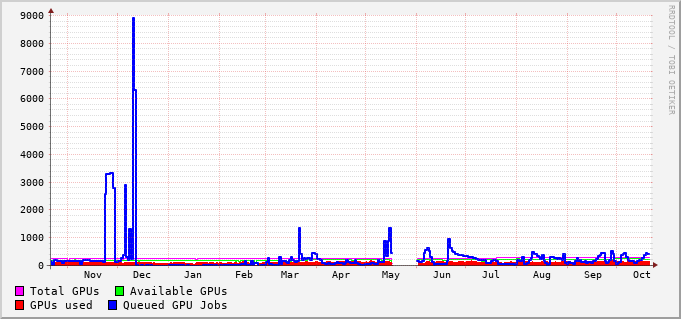 RRDTOOL / TOBI OETIKER
9000
8000
7000
6000
5000
4000
3000
2000
1000
0
Nov Dec Jan Feb Mar Apr May Jun Jul Aug Sep Oct
Total GPUs Available GPUs
GPUs used Queued GPU Jobs